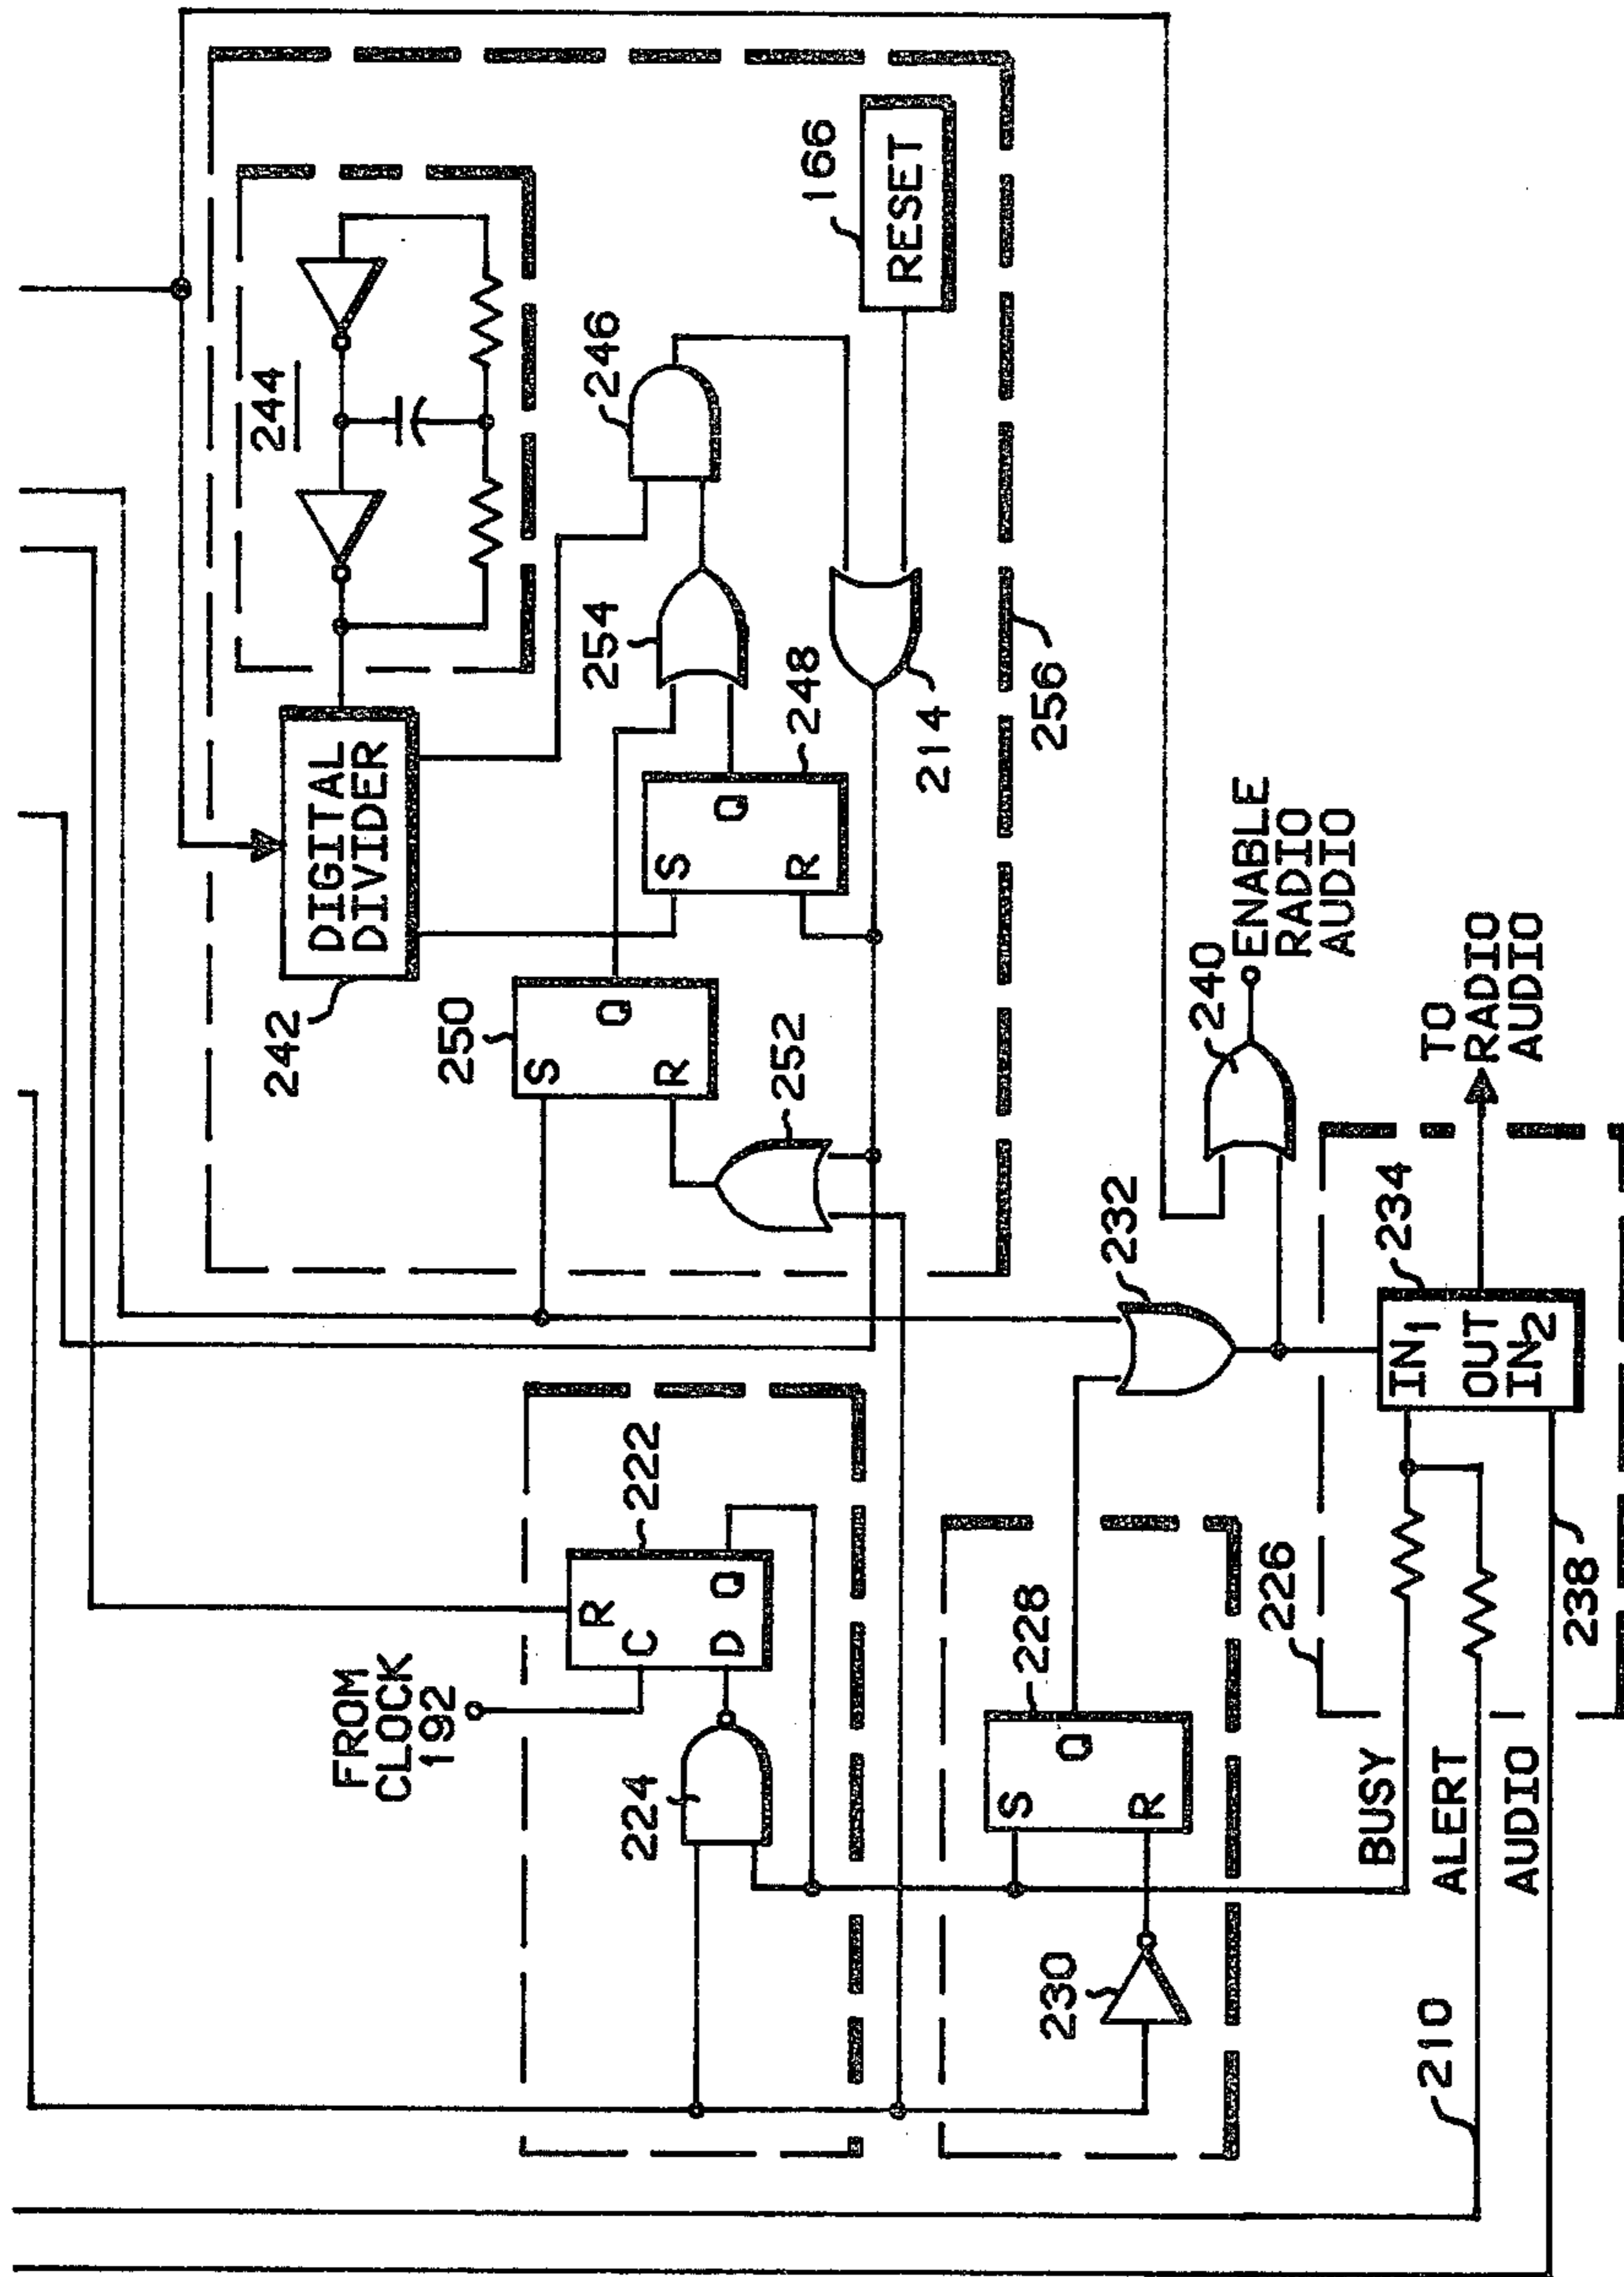 244
DIGITAL
DIVIDER
242
246
254
248
250
252
214
166
RESET
256
S
Q
R
S
Q
R
FROM
CLOCK
192
222
R
C
D
Q
224
228
S
Q
R
230
232
240
ENABLE
RADIO
AUDIO
226
234
IN1
OUT
IN2
TO
RADIO
AUDIO
BUSY
ALERT
AUDIO
238
210